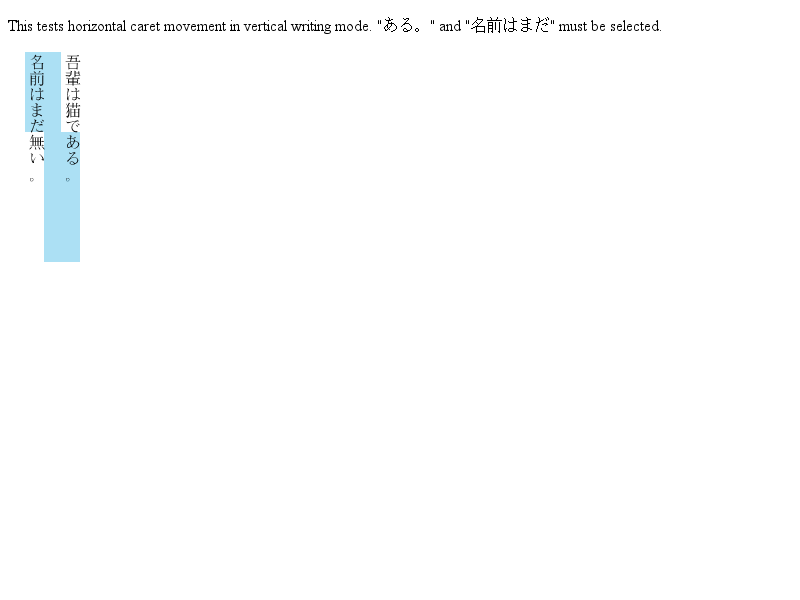 This tests horizontal caret movement in vertical writing mode. "ある。" and "名前はまだ" must be selected.
吾輩は猫である。
名前はまだ無い。